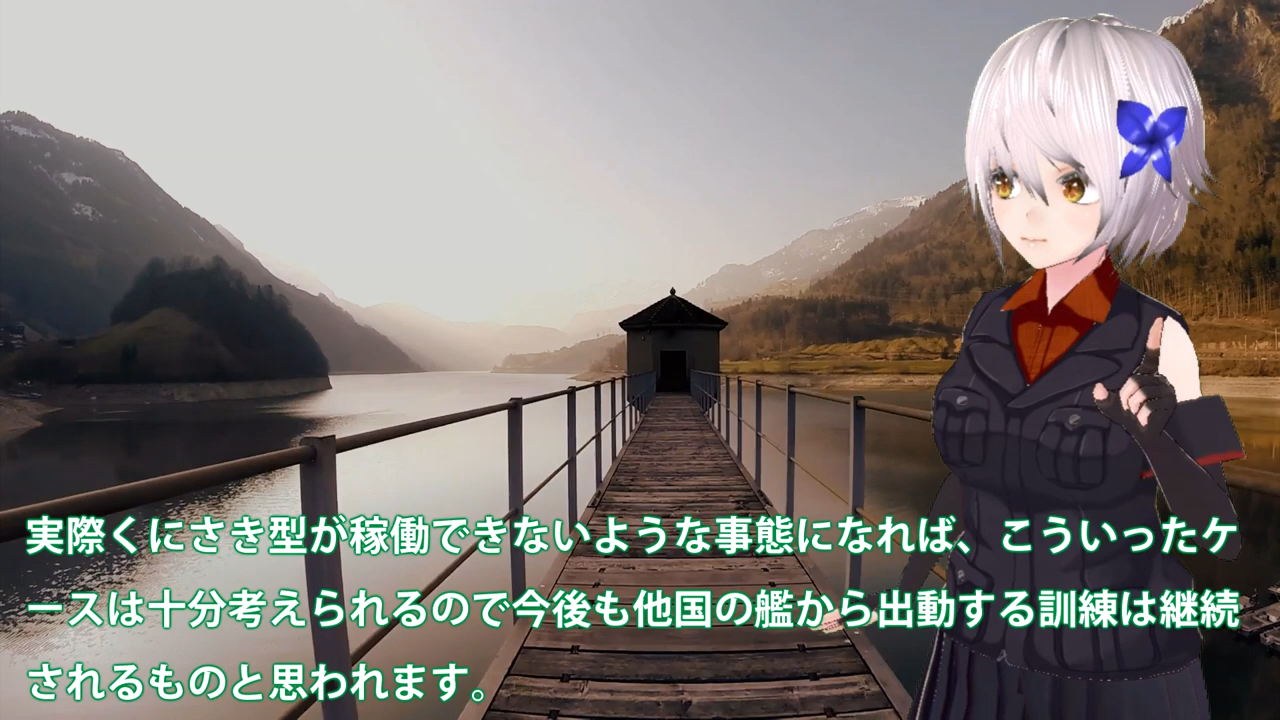 実際くにさき型が稼働できないような事態になれば、こういったケ
ースは十分考えられるので今後も他国の艦から出動する訓練は継続
されるものと思われます。